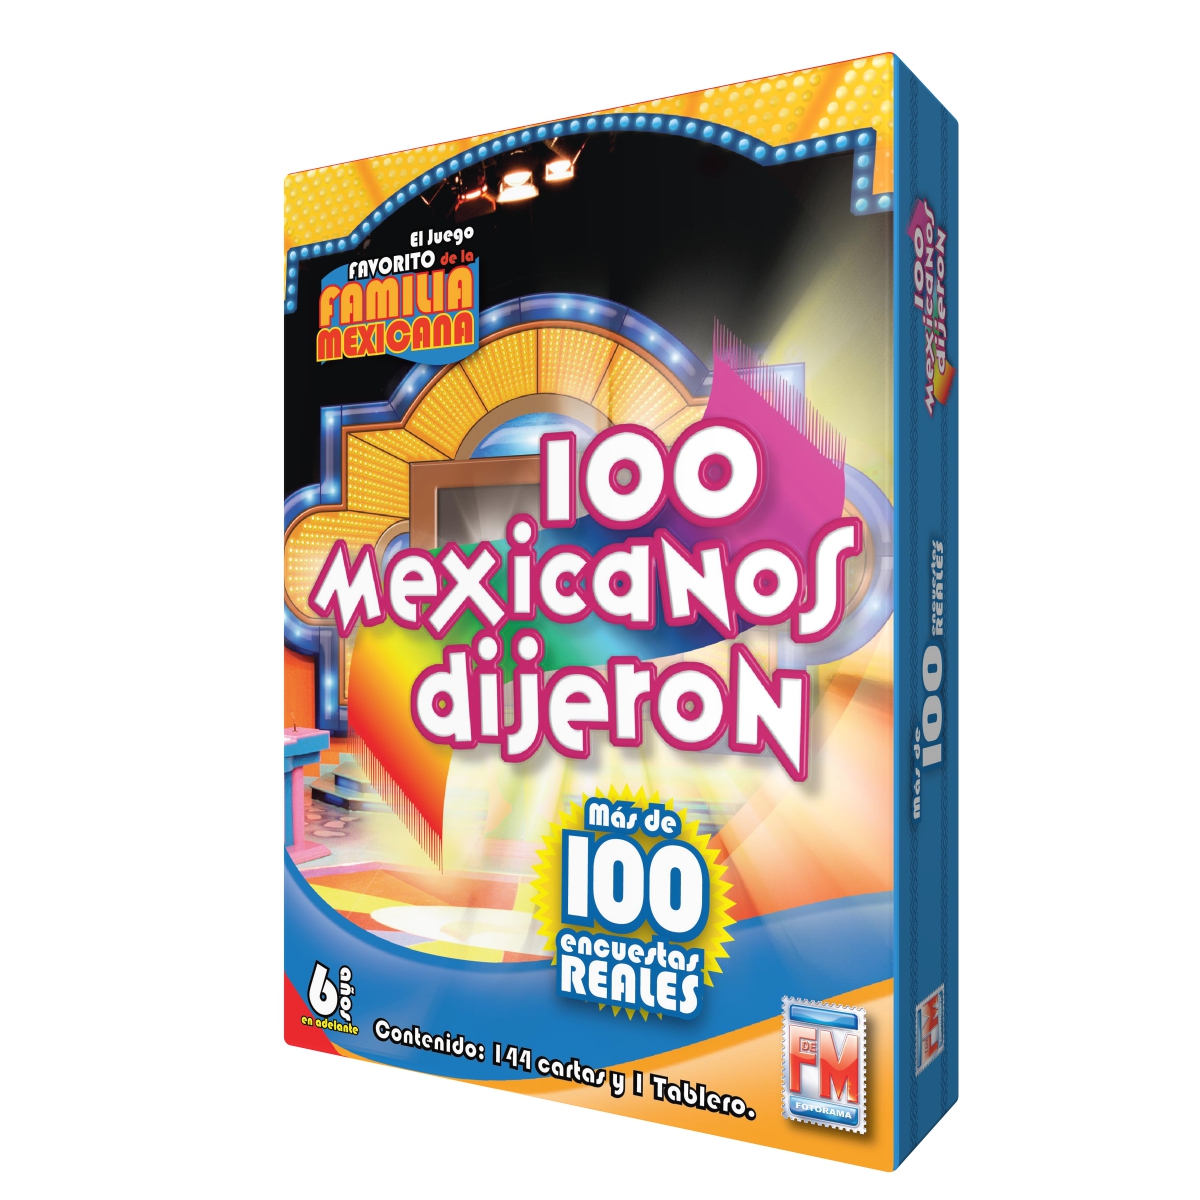 El Juego
FAVORITO de la
FAMILIA
MEXICANA
100
Mexicanos
dijeron
Más de
100
encuestas
REALES
6 años
en adelante
Contenido: 144 cartas y 1 Tablero.
F DE M
FOTORAMA
100
Mexicanos
dijeron
Más de
100
encuestas
REALES
FM